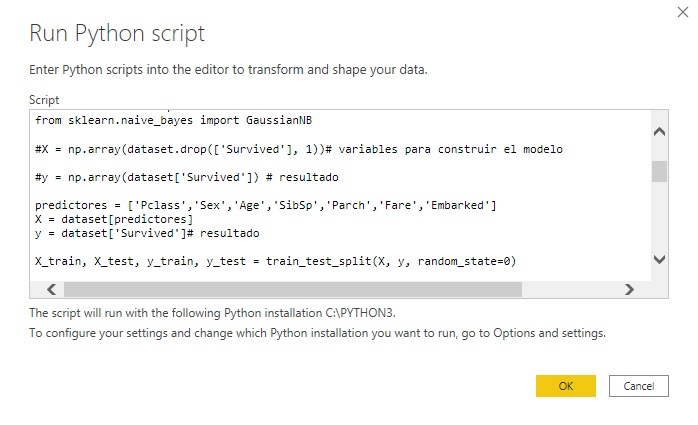 Run Python script
Enter Python scripts into the editor to transform and shape your data.
Script
from sklearn.naive_bayes import GaussianNB
#X = np.array(dataset.drop(['Survived'], 1))# variables para construir el modelo
#y = np.array(dataset['Survived']) # resultado
predictores = ['Pclass','Sex','Age','SibSp','Parch','Fare','Embarked']
X = dataset[predictores]
y = dataset['Survived']# resultado
X_train, X_test, y_train, y_test = train_test_split(X, y, random_state=0)
The script will run with the following Python installation C:\PYTHON3.
To configure your settings and change which Python installation you want to run, go to Options and settings.
OK
Cancel